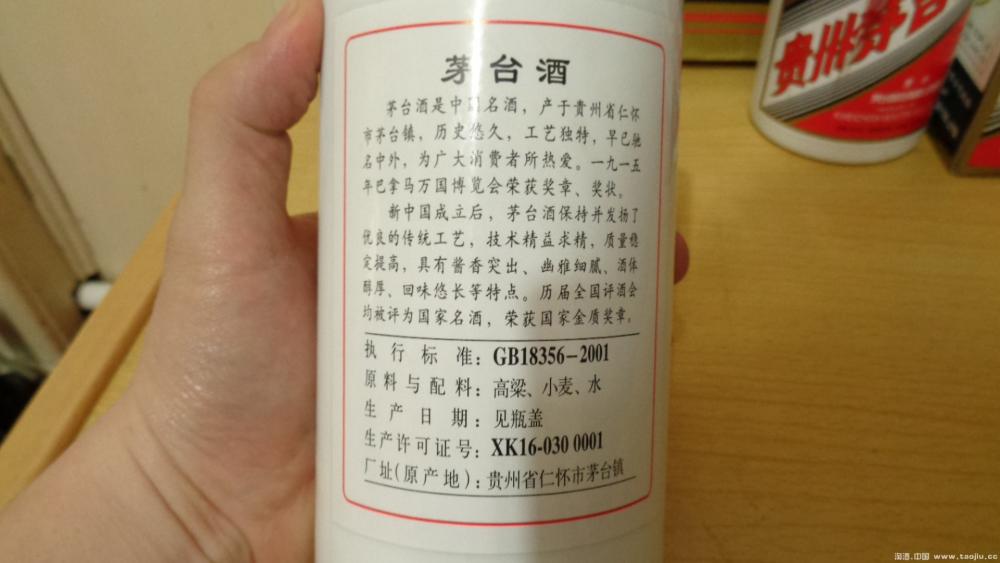 茅台酒
茅台酒是中国名酒，产于贵州省仁怀
市茅台镇，历史悠久，工艺独特，早已驰
名中外，为广大消费者所热爱。一九一五
年巴拿马万国博览会荣获奖章、奖状。
新中国成立后，茅台酒保持并发扬了
优良的传统工艺，技术精益求精，质量稳
定提高，具有酱香突出、幽雅细腻、酒体
醇厚、回味悠长等特点。历届全国评酒会
均被评为国家名酒，荣获国家金质奖章。
执行标准：GB18356-2001
原料与配料：高粱、小麦、水
生产日期：见瓶盖
生产许可证号：XK16-030 0001
厂址(原产地)：贵州省仁怀市茅台镇
贵州茅台
淘酒.中国 www.taojiu.cc